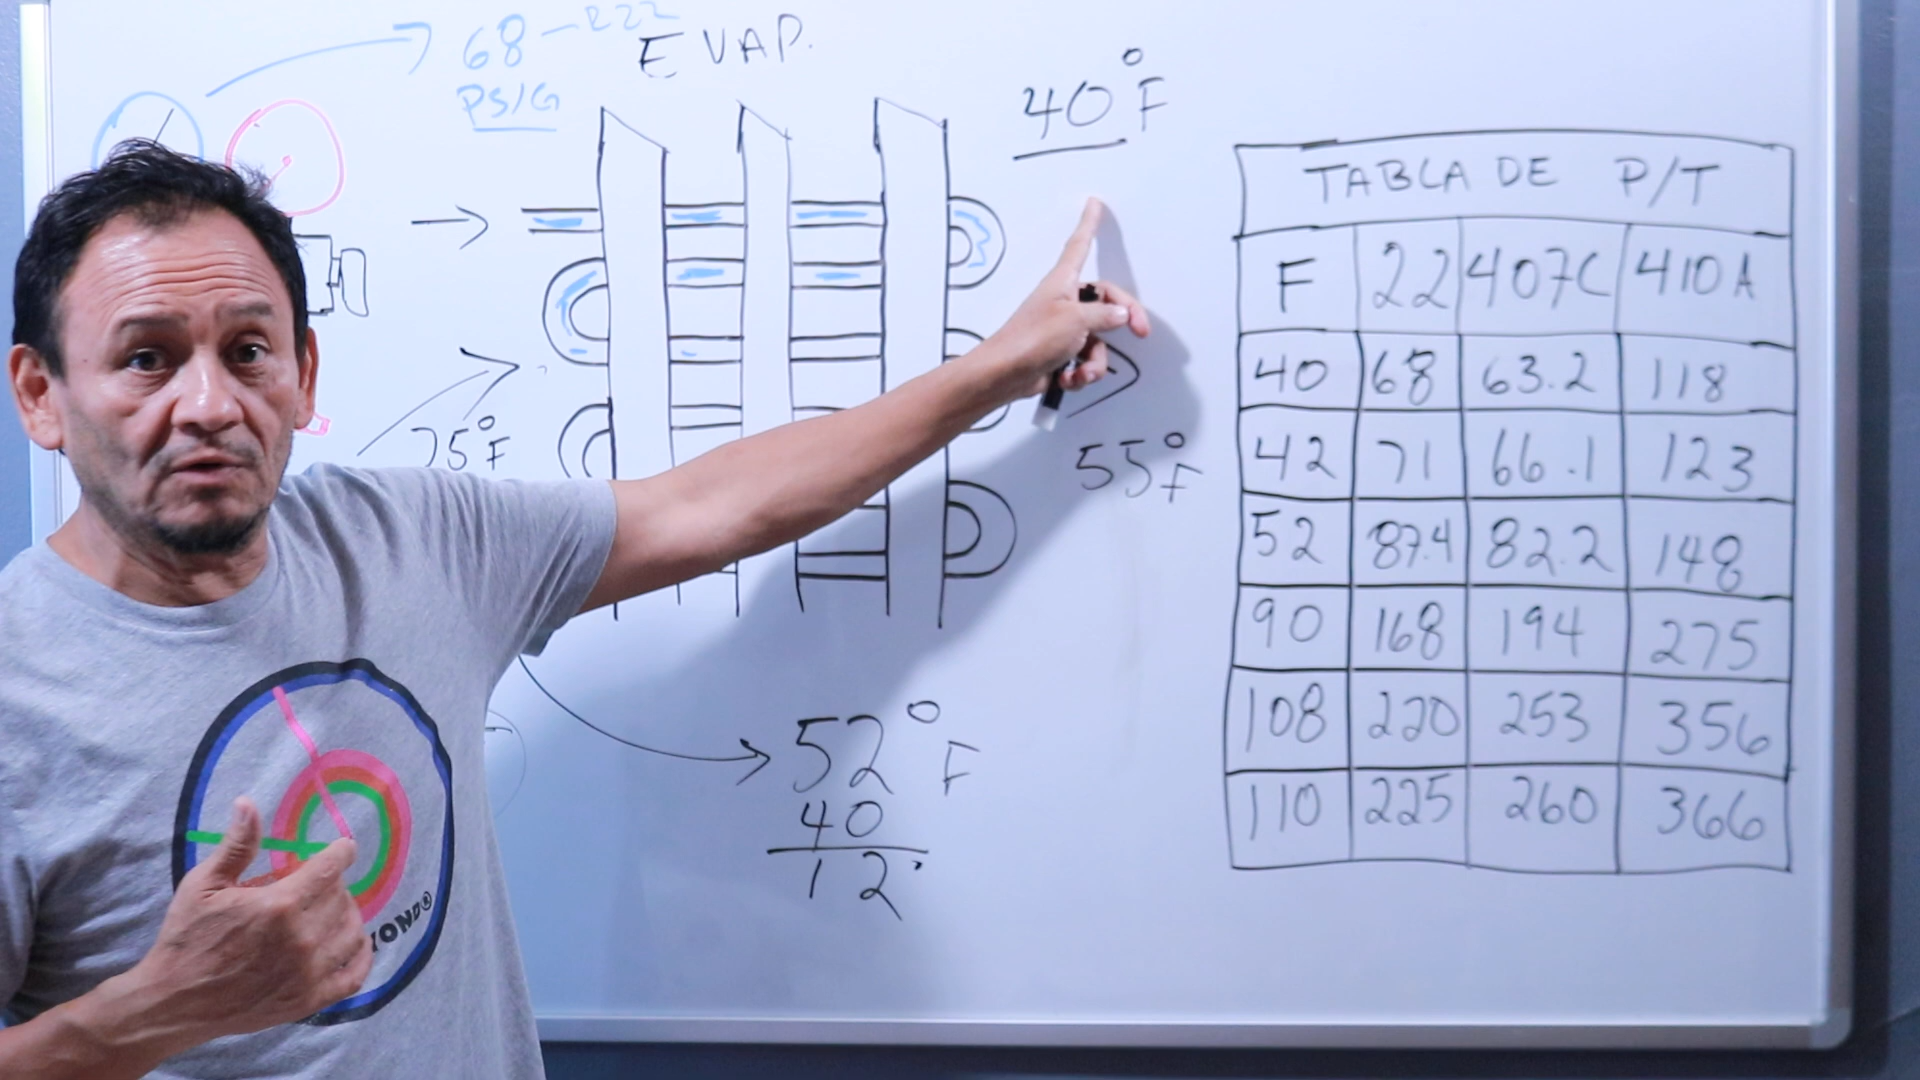 68 - R22
PSIG
EVAP.
40°F
75°F
55°F
52°F
40
12°
TABLA DE P/T
F 22 407C 410A
40 68 63.2 118
42 71 66.1 123
52 87.4 82.2 148
90 168 194 275
108 220 253 356
110 225 260 366